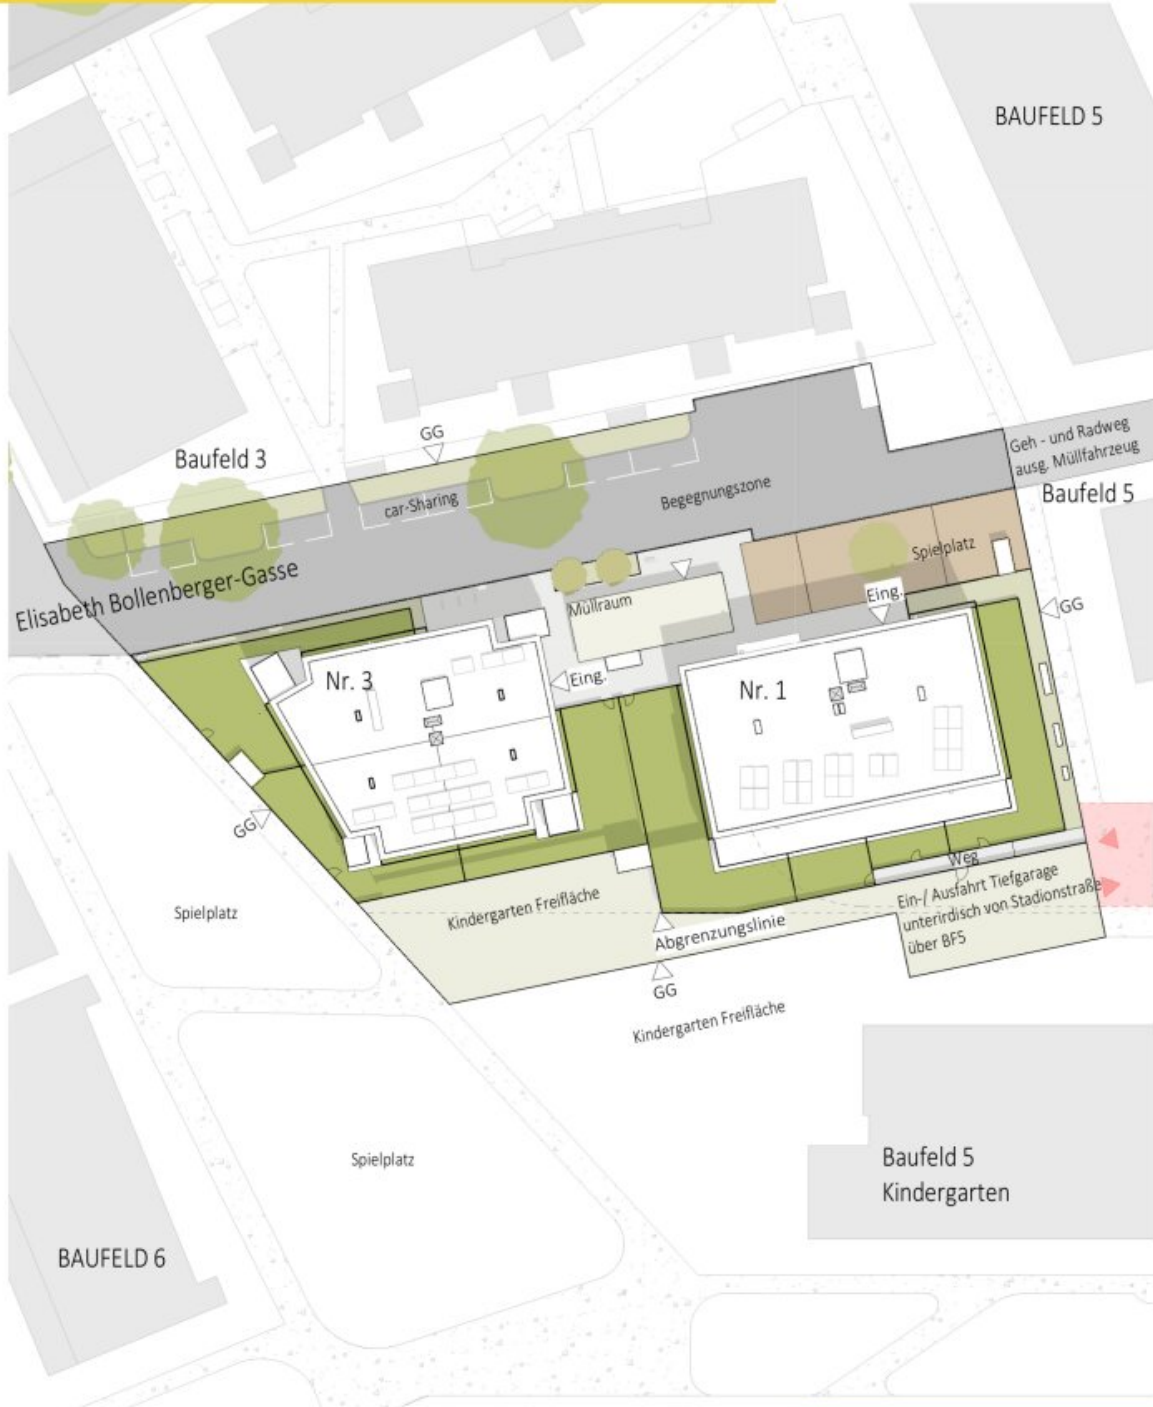 BAUFELD 5
GG
Geh - und Radweg
ausg. Müllfahrzeug
Baufeld 3
Baufeld 5
car-Sharing
Begegnungszone
Spielplatz
Elisabeth Bollenberger-Gasse
Müllraum
Eing.
GG
Nr. 3
Eing.
Nr. 1
GG
Weg
Ein-/ Ausfahrt Tiefgarage
unterirdisch von Stadionstraße
über BF5
Spielplatz
Kindergarten Freifläche
Abgrenzungslinie
GG
Kindergarten Freifläche
Spielplatz
Baufeld 5
Kindergarten
BAUFELD 6